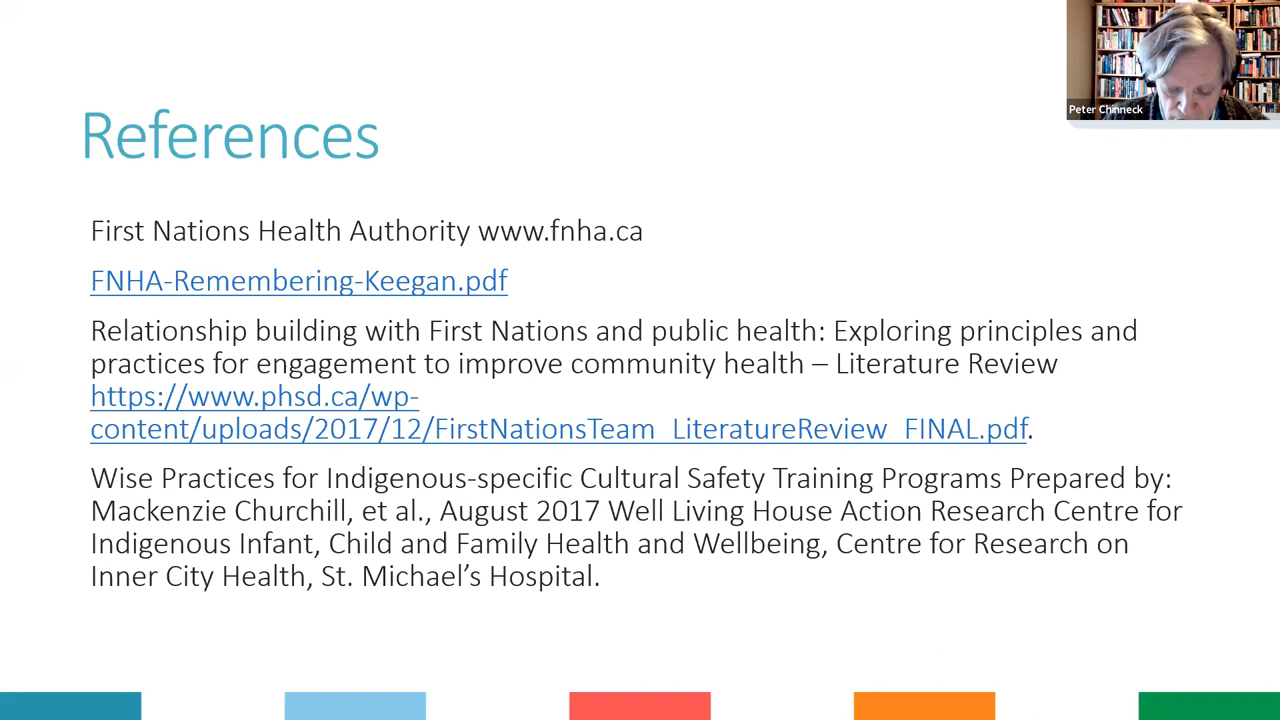 Peter Chinneck
References
First Nations Health Authority www.fnha.ca
FNHA-Remembering-Keegan.pdf
Relationship building with First Nations and public health: Exploring principles and
practices for engagement to improve community health – Literature Review
https://www.phsd.ca/wp-
content/uploads/2017/12/FirstNationsTeam_LiteratureReview_FINAL.pdf.
Wise Practices for Indigenous-specific Cultural Safety Training Programs Prepared by:
Mackenzie Churchill, et al., August 2017 Well Living House Action Research Centre for
Indigenous Infant, Child and Family Health and Wellbeing, Centre for Research on
Inner City Health, St. Michael’s Hospital.